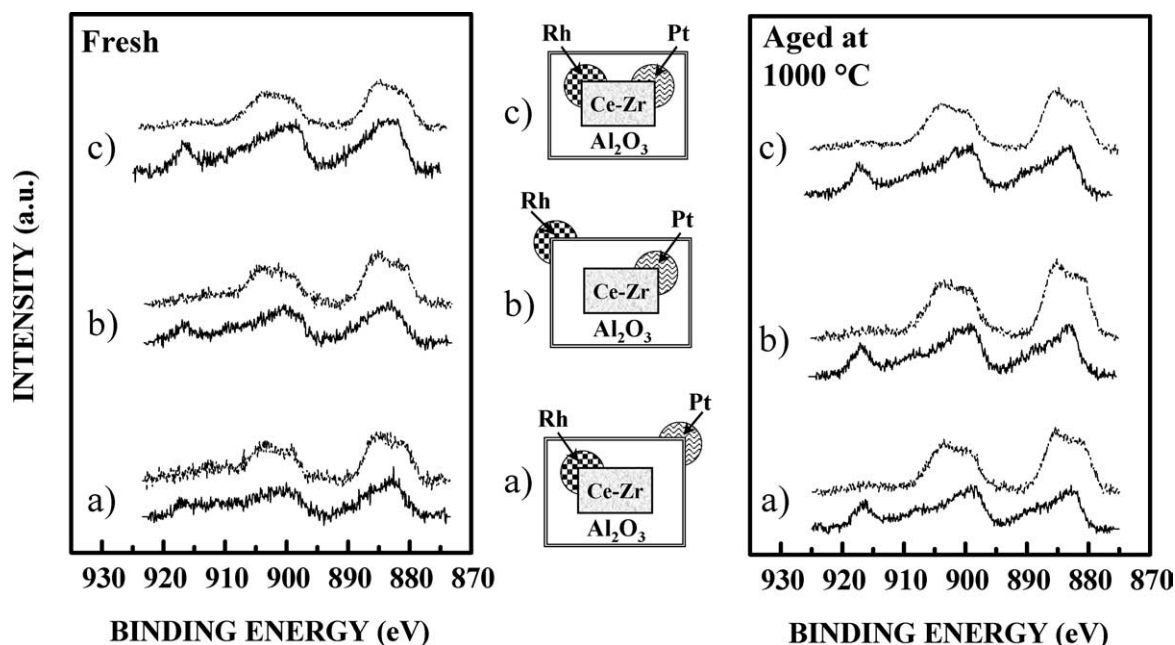 Fresh
c)
b)
a)
INTENSITY (a.u.)
930 920 910 900 890 880 870
BINDING ENERGY (eV)
Rh Pt
c) Ce-Zr
Al₂O₃
Rh
Pt
b) Ce-Zr
Al₂O₃
Pt
Rh
a) Ce-Zr
Al₂O₃
Aged at
1000 °C
c)
b)
a)
930 920 910 900 890 880 870
BINDING ENERGY (eV)